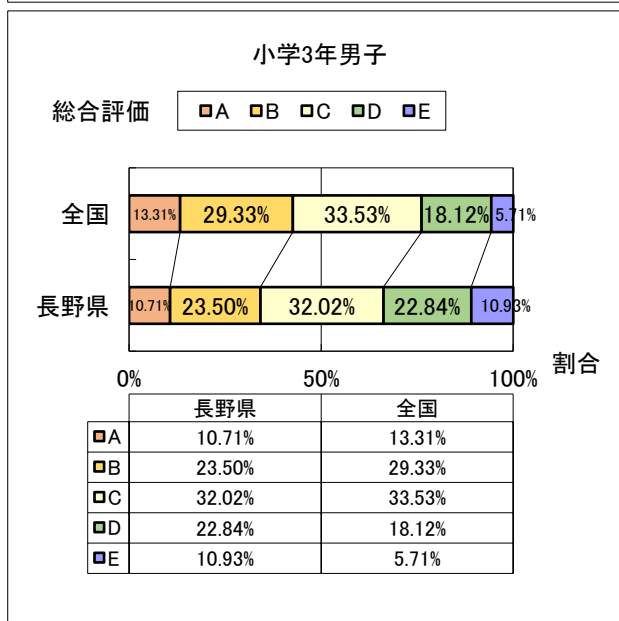 小学3年男子
総合評価 A B C D E
全国 13.31% 29.33% 33.53% 18.12% 5.71%
長野県 10.71% 23.50% 32.02% 22.84% 10.93%
割合
0% 50% 100%
長野県 全国
A 10.71% 13.31%
B 23.50% 29.33%
C 32.02% 33.53%
D 22.84% 18.12%
E 10.93% 5.71%